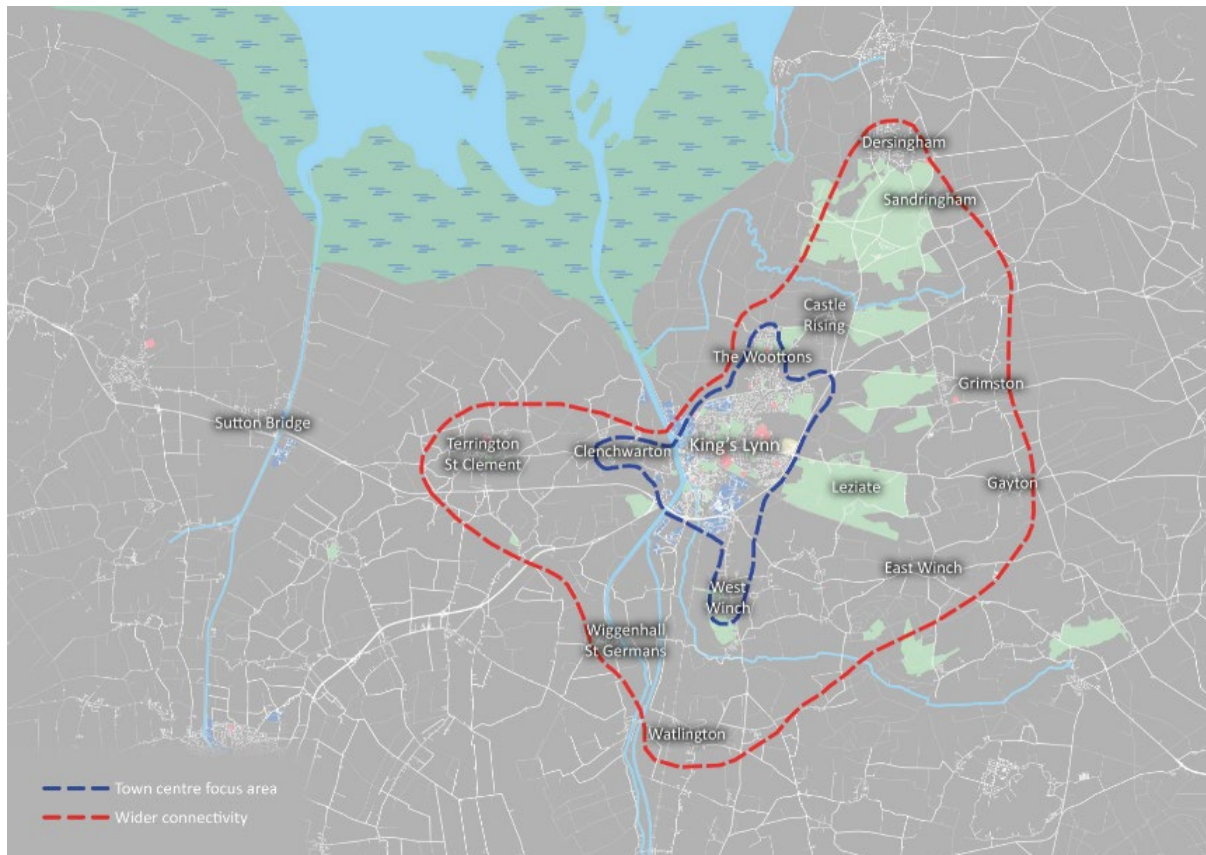 Dersingham
Sandringham
Castle
Rising
The Woottons
Grimston
Sutton Bridge
Terrington
St Clement
Clenchwarton
King's Lynn
Leziate
Gayton
East Winch
West
Winch
Wiggenhall
St Germans
Watlington
Town centre focus area
Wider connectivity